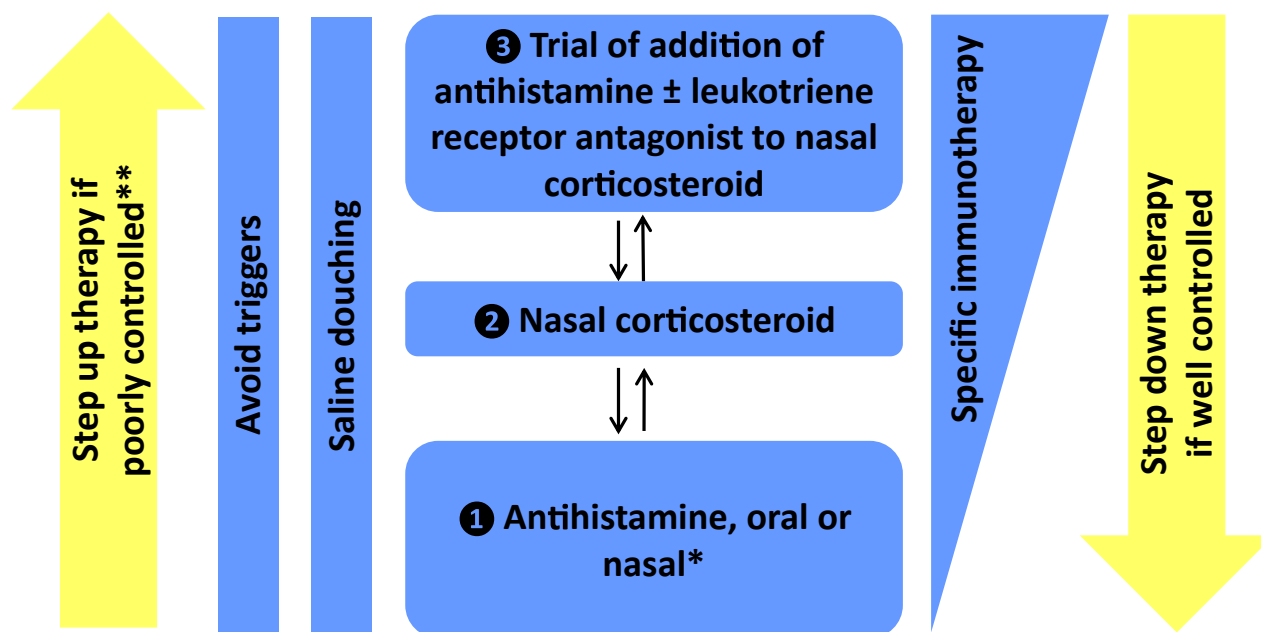 Step up therapy if
poorly controlled**
Avoid triggers
Saline douching
❸ Trial of addition of
antihistamine ± leukotriene
receptor antagonist to nasal
corticosteroid
❷ Nasal corticosteroid
❶ Antihistamine, oral or
nasal*
Specific immunotherapy
Step down therapy
if well controlled